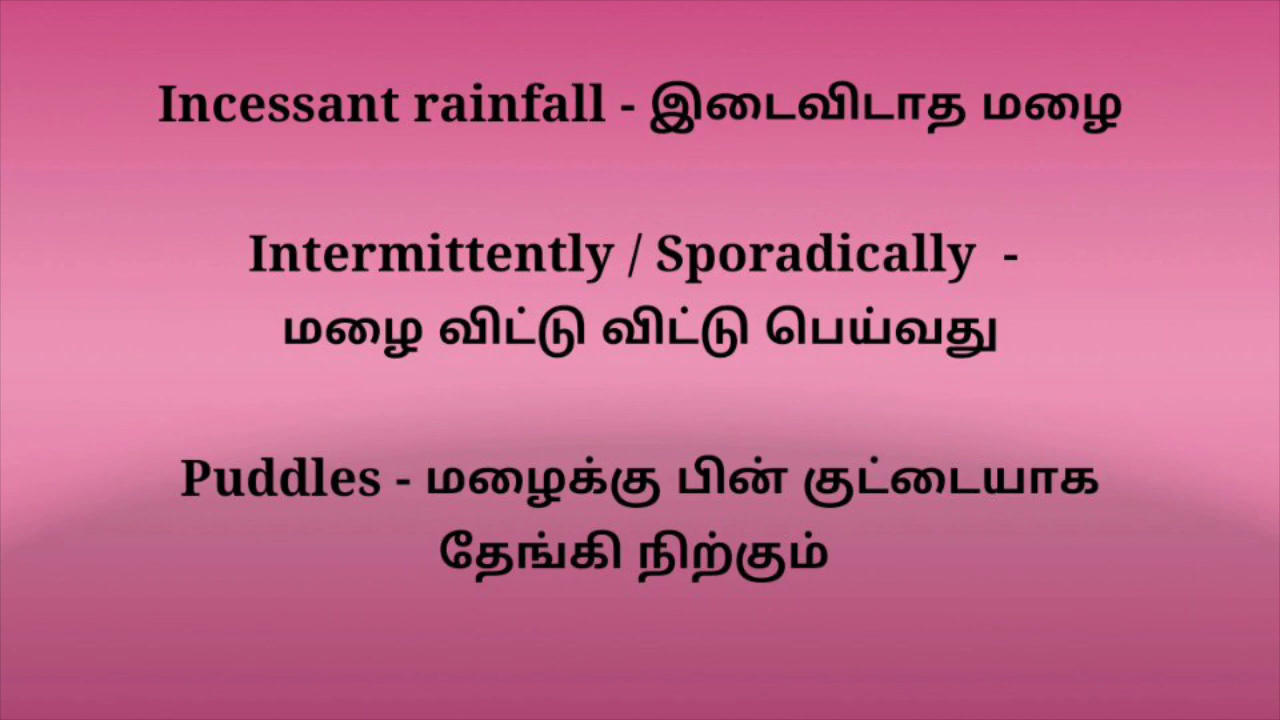 Incessant rainfall - இடைவிடாத மழை
Intermittently / Sporadically -
மழை விட்டு விட்டு பெய்வது
Puddles - மழைக்கு பின் குட்டையாக
தேங்கி நிற்கும்